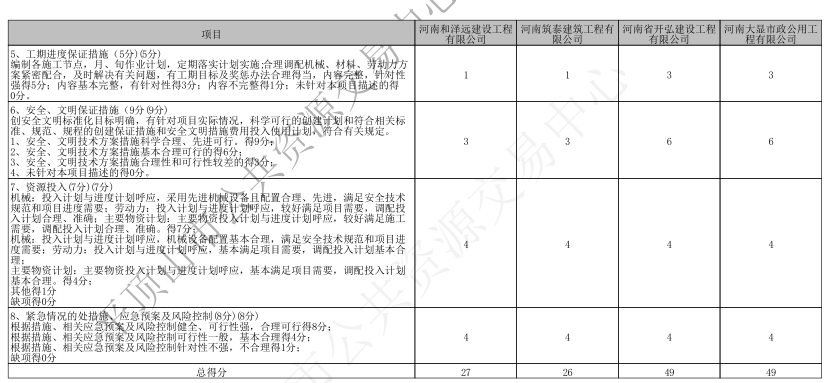 项目
河南和泽远建设工程
有限公司
河南筑泰建筑工程有
限公司
河南省开弘建设工程
有限公司
河南大显市政公用工
程有限公司
5、工期进度保证措施（5分)(5分)
编制各施工节点，月、旬作业计划，定期落实计划实施;合理调配机械、材料、劳动力方
案紧密配合，及时解决有关问题，有工期目标及奖惩办法合理得当，内容完整，针对性
强得5分；内容基本完整，有针对性得3分；内容不完整得1分；未针对本项目描述的得
0分。
1
1
3
3
6、安全、文明保证措施（9分)(9分)
创安全文明标准化目标明确，有针对项目实际情况，科学可行的创建计划和符合相关标
准、规范、规程的创建保证措施和安全文明措施费用投入使用计划、符合有关规定。
1、安全、文明技术方案措施科学合理、先进可行。得9分；
2、安全、文明技术方案措施基本合理可行的得6分；
3、安全、文明技术方案措施合理性和可行性较差的得3分；
4、未针对本项目描述的得0分。
3
3
6
6
7、资源投入(7分)(7分)
机械：投入计划与进度计划呼应，采用先进机械设备且配置合理、先进，满足安全技术
规范和项目进度需要；劳动力：投入计划与进度计划呼应，较好满足项目需要，调配投
入计划合理、准确；主要物资计划：主要物资投入计划与进度计划呼应，较好满足施工
需要，调配投入计划合理、准确。得7分；
机械：投入计划与进度计划呼应，机械设备配置基本合理，满足安全技术规范和项目进
度需要；劳动力：投入计划与进度计划呼应，基本满足项目需要，调配投入计划基本合
理；
主要物资计划：主要物资投入计划与进度计划呼应，基本满足项目需要，调配投入计划
基本合理。得4分；
其他得1分
缺项得0分
4
4
4
4
8、紧急情况的处措施、应急预案及风险控制(8分)(8分)
根据措施、相关应急预案及风险控制健全、可行性强，合理可行得8分；
根据措施、相关应急预案及风险控制可行性一般，基本合理得4分；
根据措施、相关应急预案及风险控制针对性不强，不合理得1分；
缺项得0分
4
4
4
4
总得分
27
26
49
49
平顶山市公共资源交易中心
市公共资源交易中心